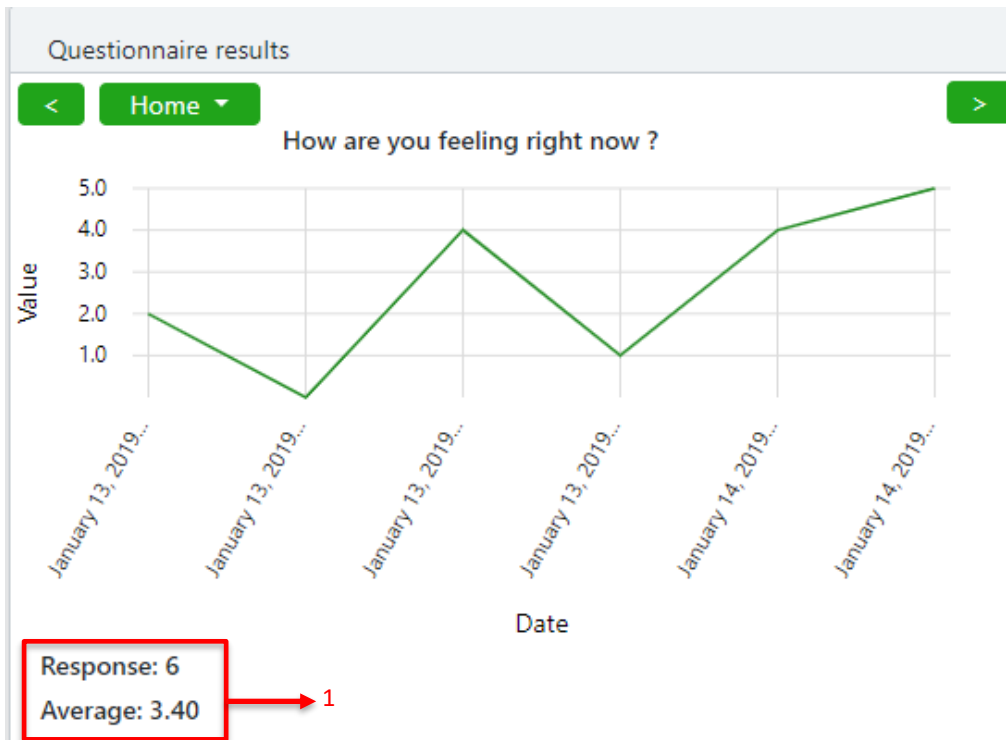 Questionnaire results
< Home >
How are you feeling right now ?
5.0
4.0
3.0
2.0
1.0
Value
January 13, 2019...
January 13, 2019...
January 13, 2019...
January 13, 2019...
January 14, 2019...
January 14, 2019...
Date
Response: 6
Average: 3.40
1